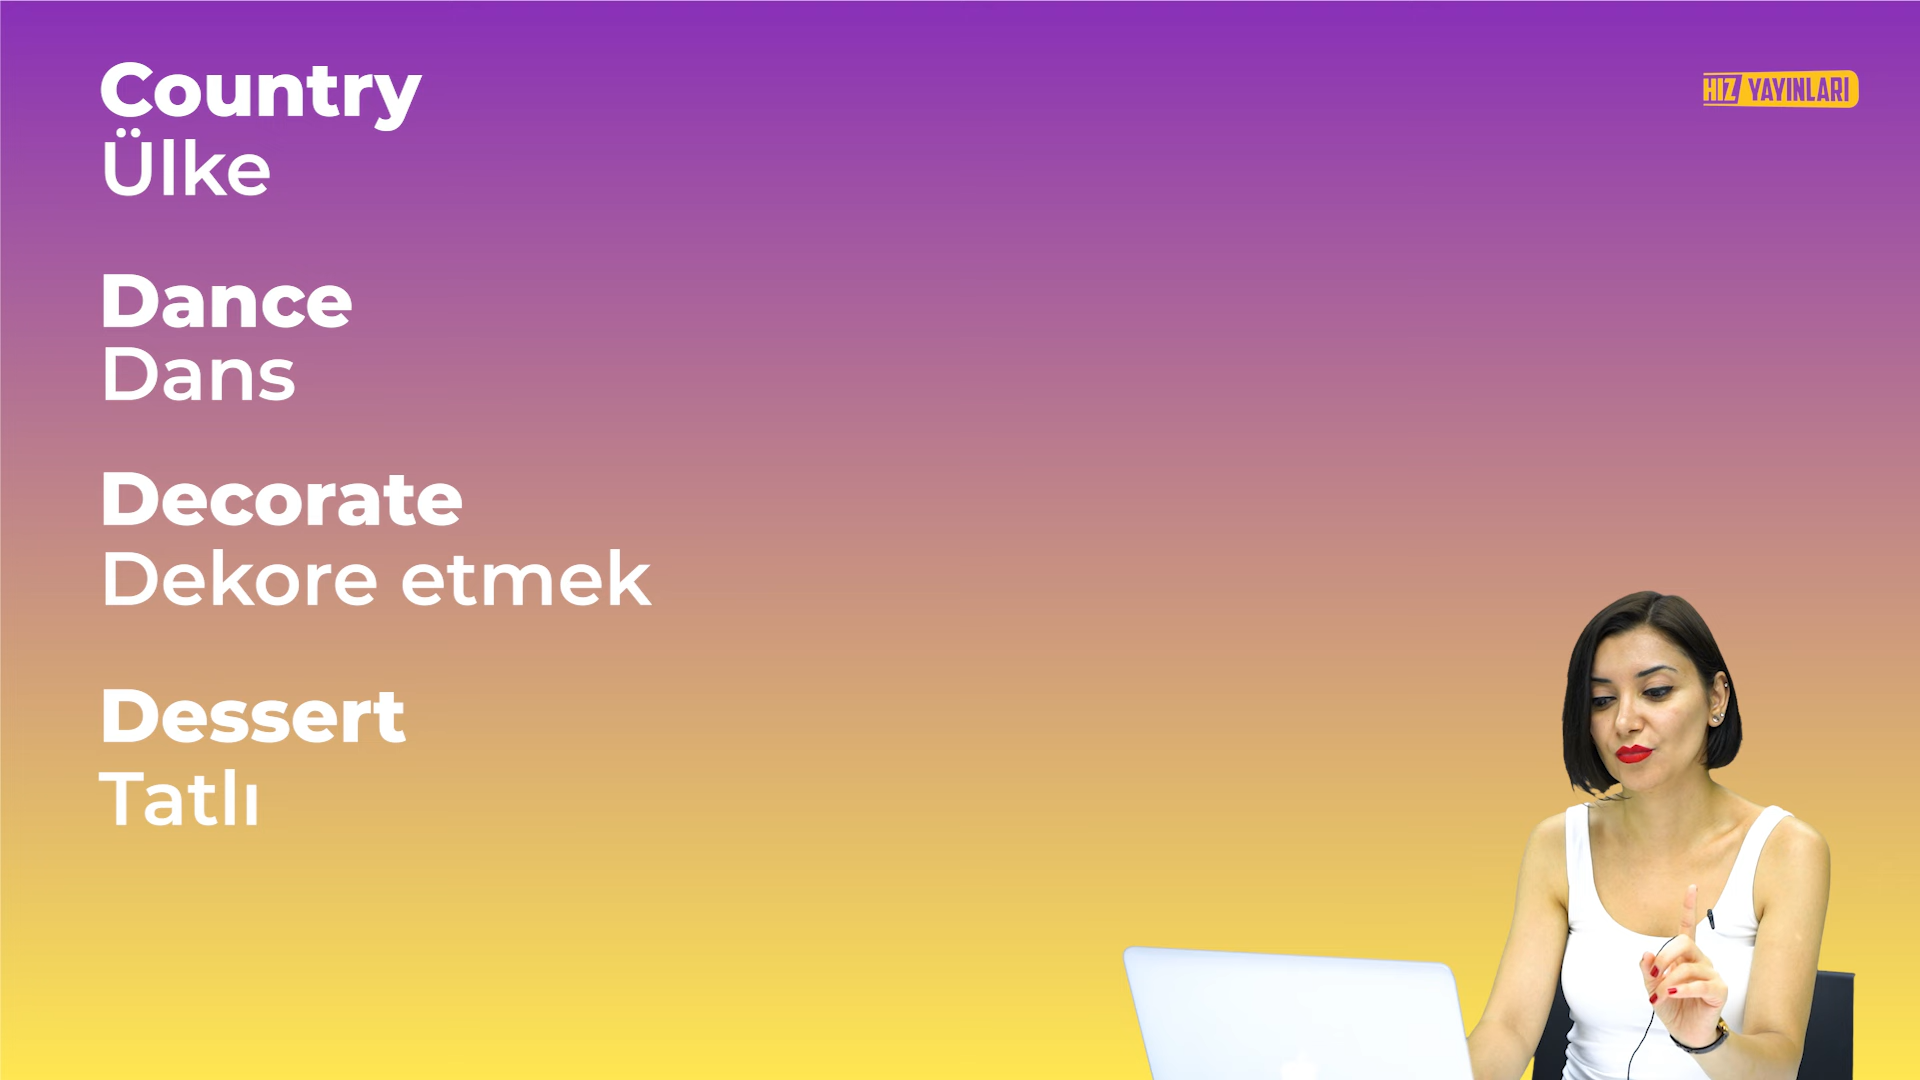 Country
Ülke
HIZ YAYINLARI
Dance
Dans
Decorate
Dekore etmek
Dessert
Tatlı